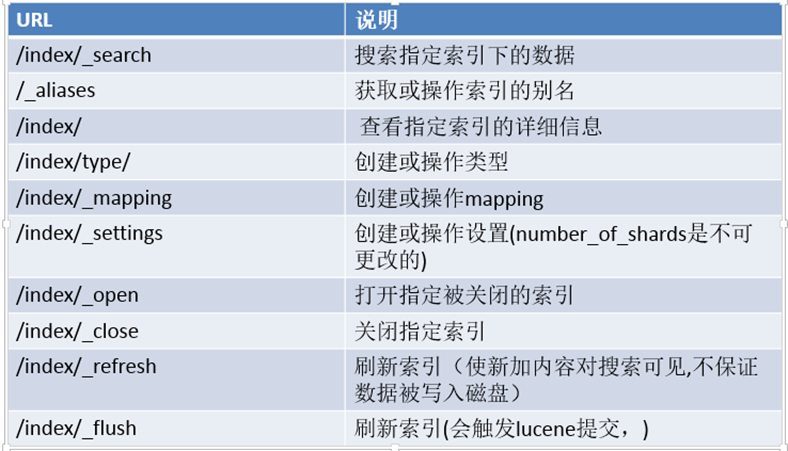 URL 说明
/index/_search 搜索指定索引下的数据
/_aliases 获取或操作索引的别名
/index/ 查看指定索引的详细信息
/index/type/ 创建或操作类型
/index/_mapping 创建或操作mapping
/index/_settings 创建或操作设置(number_of_shards是不可
更改的)
/index/_open 打开指定被关闭的索引
/index/_close 关闭指定索引
/index/_refresh 刷新索引（使新加内容对搜索可见,不保证
数据被写入磁盘）
/index/_flush 刷新索引(会触发lucene提交，)